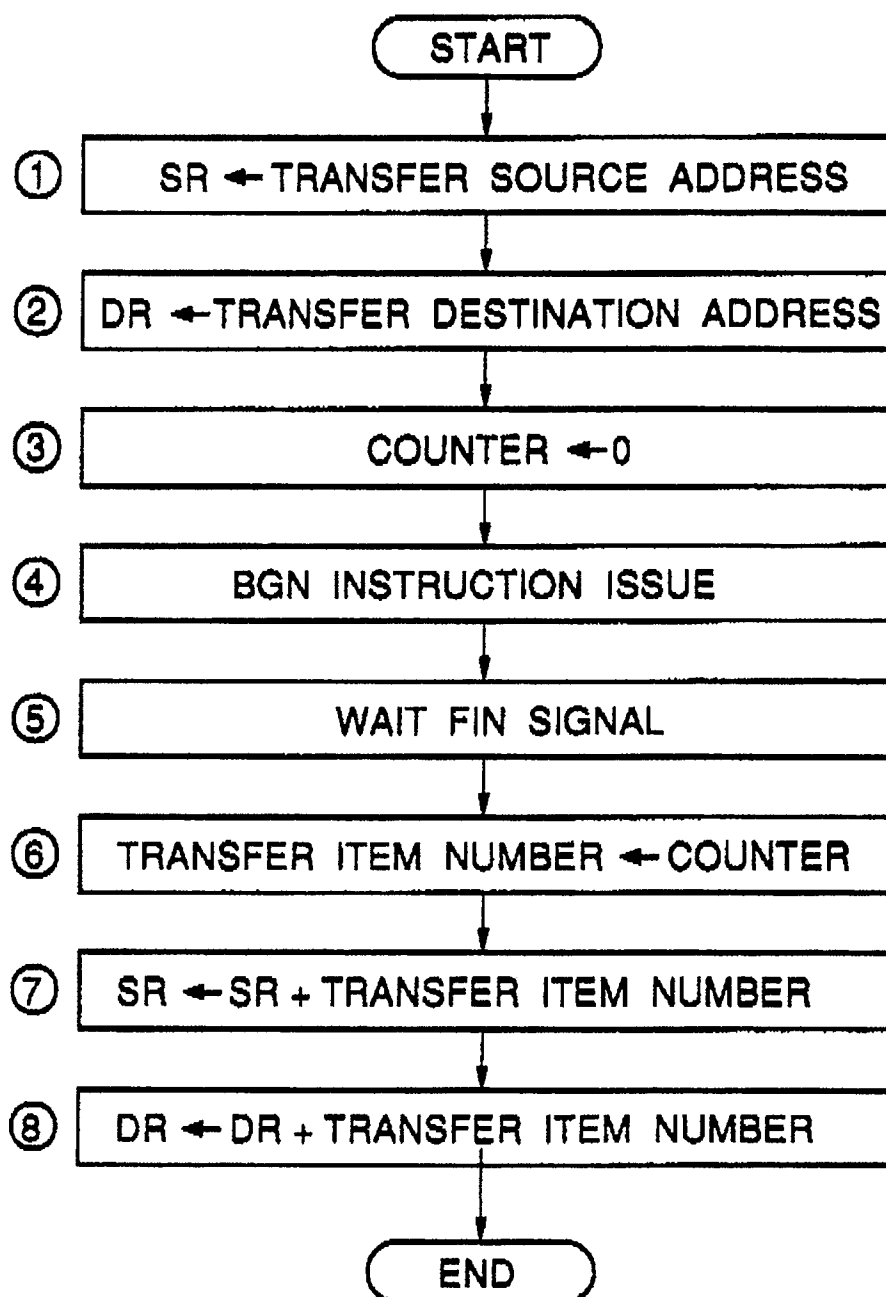 START
① SR ← TRANSFER SOURCE ADDRESS
② DR ← TRANSFER DESTINATION ADDRESS
③ COUNTER ← 0
④ BGN INSTRUCTION ISSUE
⑤ WAIT FIN SIGNAL
⑥ TRANSFER ITEM NUMBER ← COUNTER
⑦ SR ← SR + TRANSFER ITEM NUMBER
⑧ DR ← DR + TRANSFER ITEM NUMBER
END